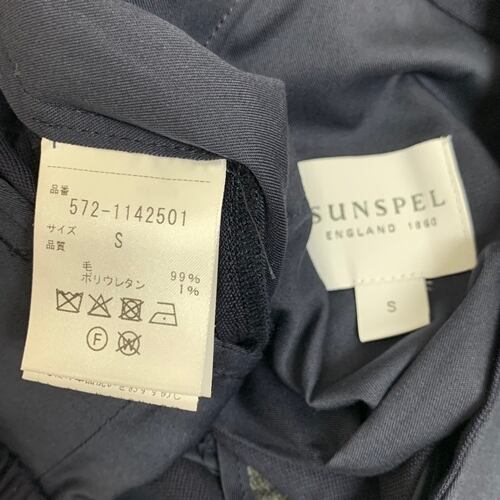 品番
572-1142501
サイズ S
品質
毛 99%
ポリウレタン 1%
F
W
SUNSPEL
ENGLAND 1860
S